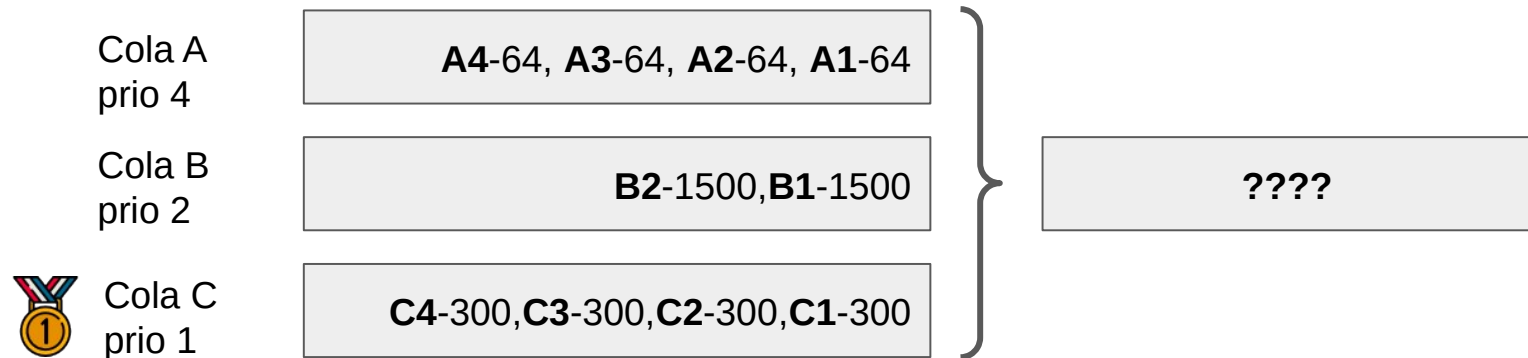 Cola A
prio 4
A4-64, A3-64, A2-64, A1-64
Cola B
prio 2
B2-1500,B1-1500
????
1
Cola C
prio 1
C4-300,C3-300,C2-300,C1-300